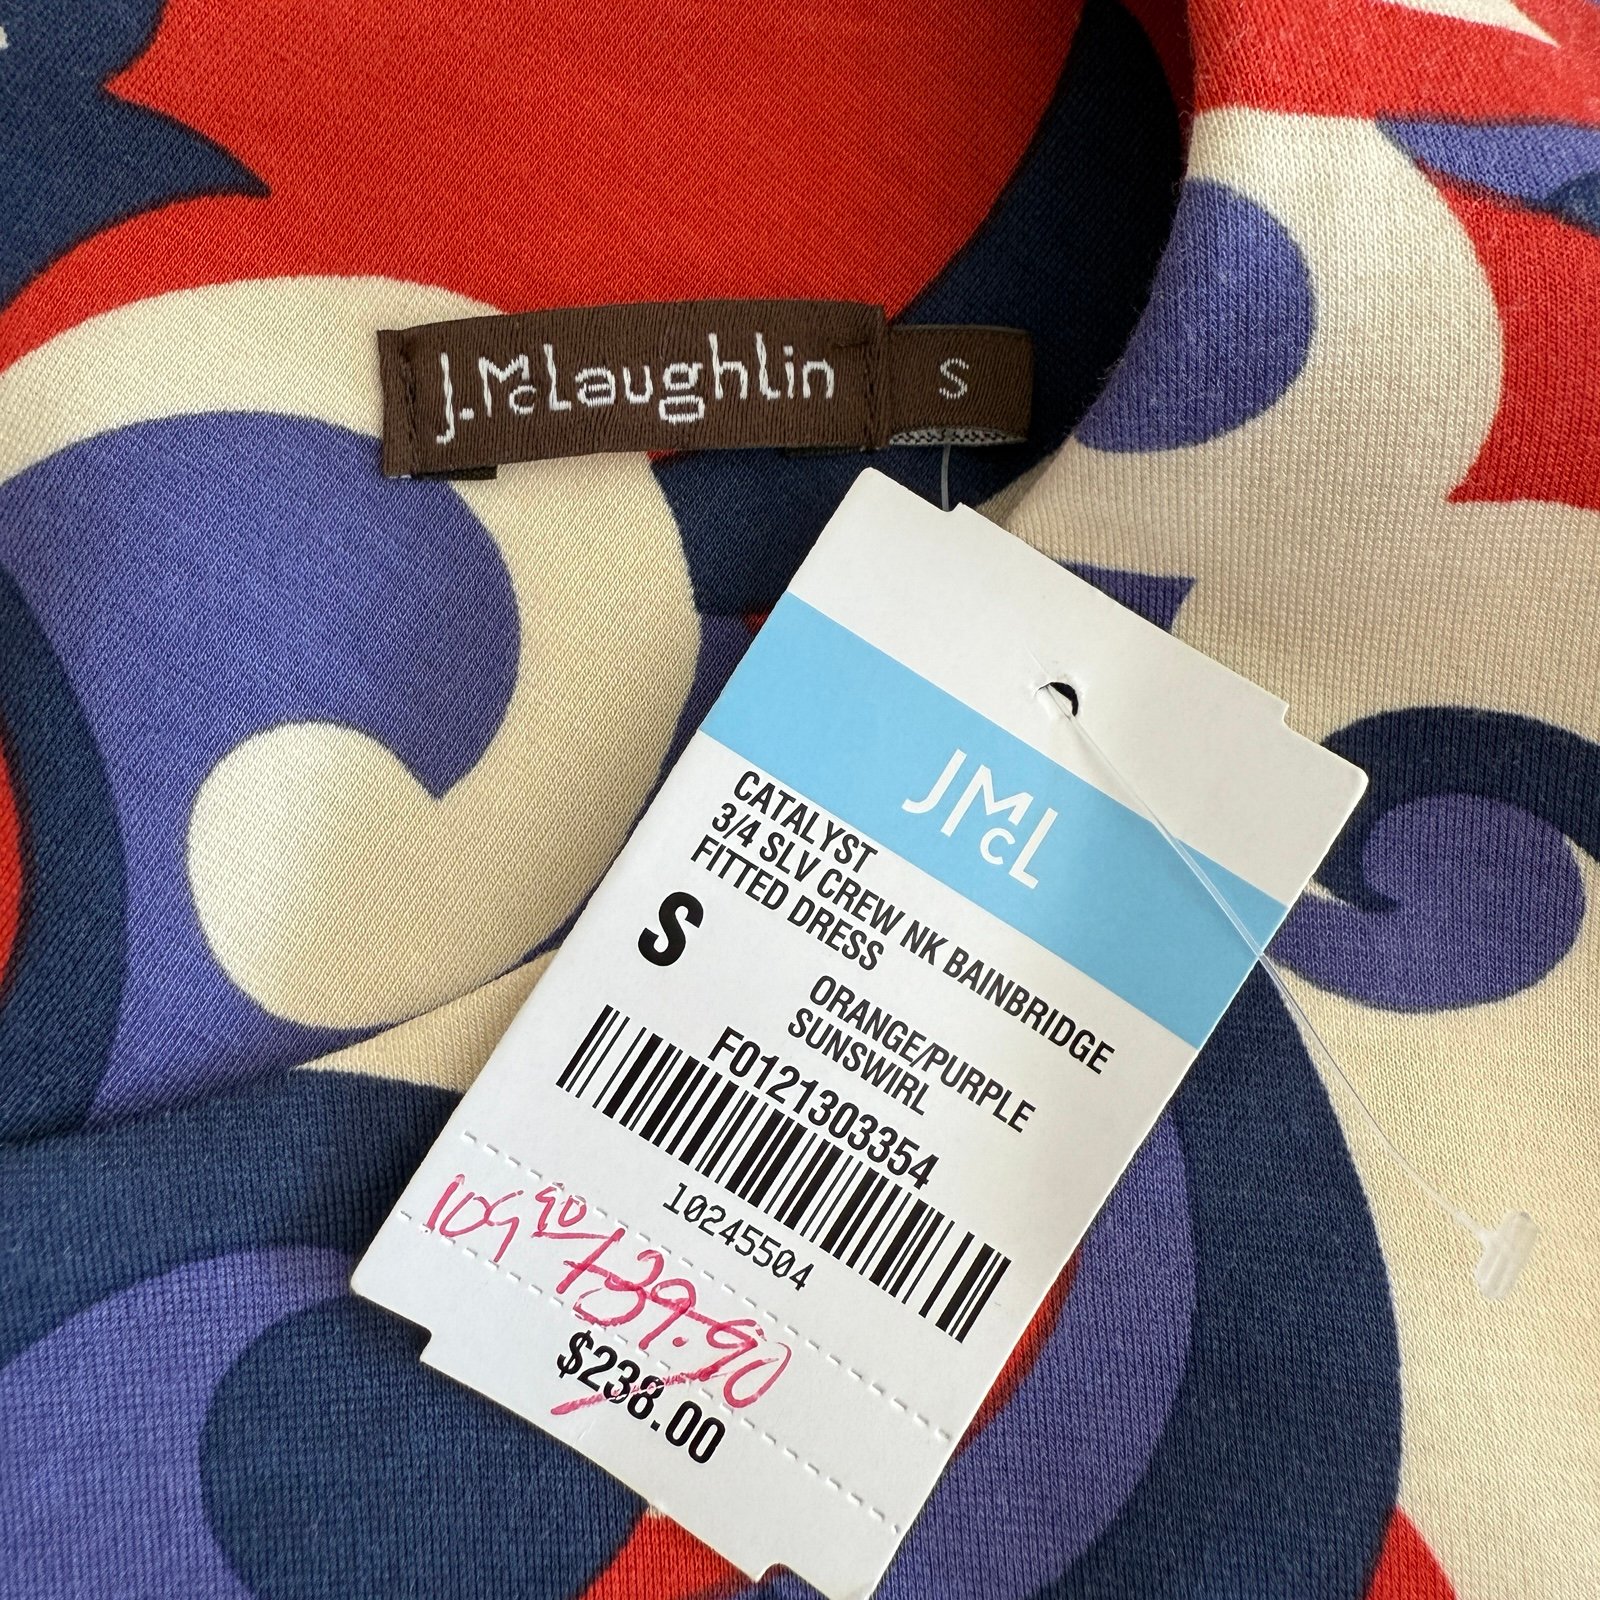 J.McLaughlin
S
JMcL
CATALYST
3/4 SLV CREW NK BAINBRIDGE
FITTED DRESS
S
ORANGE/PURPLE
SUNSWIRL
F0121303354
10245504
109 90 139.90
$238.00